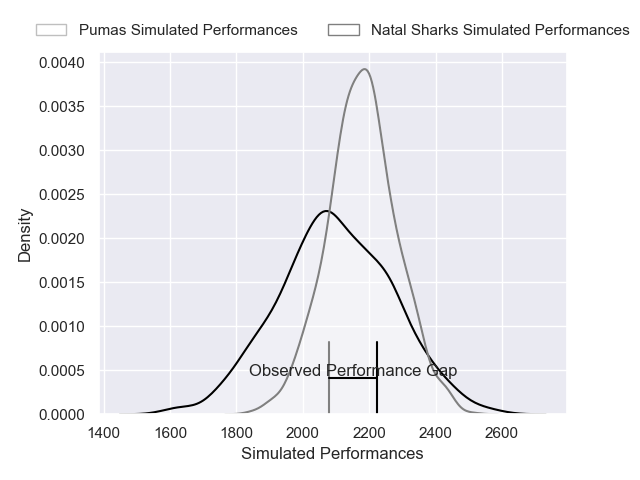 Pumas Simulated Performances
Natal Sharks Simulated Performances
0.0040
0.0035
0.0030
0.0025
0.0020
0.0015
0.0010
0.0005
0.0000
Density
Observed Performance Gap
1400 1600 1800 2000 2200 2400 2600
Simulated Performances